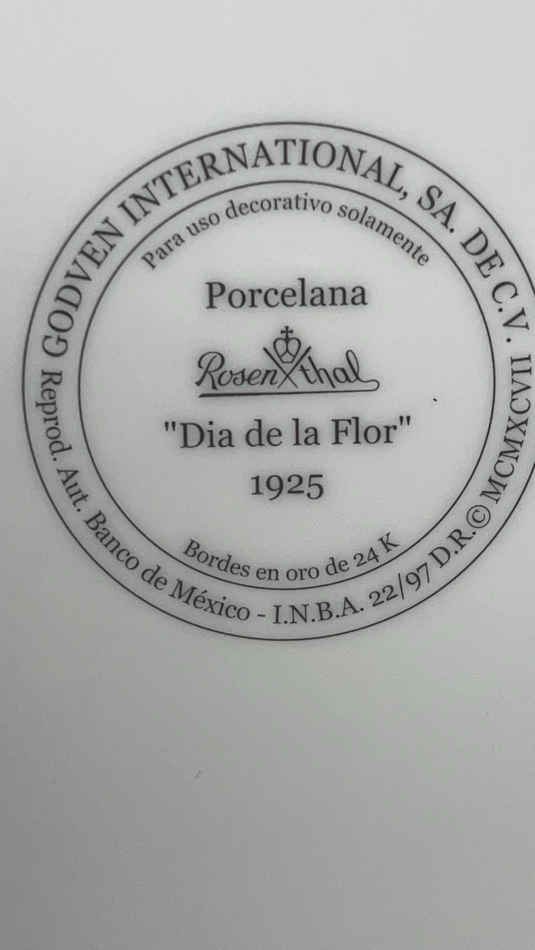 GODVEN INTERNATIONAL, SA. DE C.V.
Para uso decorativo solamente
Porcelana
Rosenthal
"Dia de la Flor"
1925
Bordes en oro de 24 K
Reprod. Aut. Banco de México - I.N.B.A. 22/97 D.R.© MCMXCVII